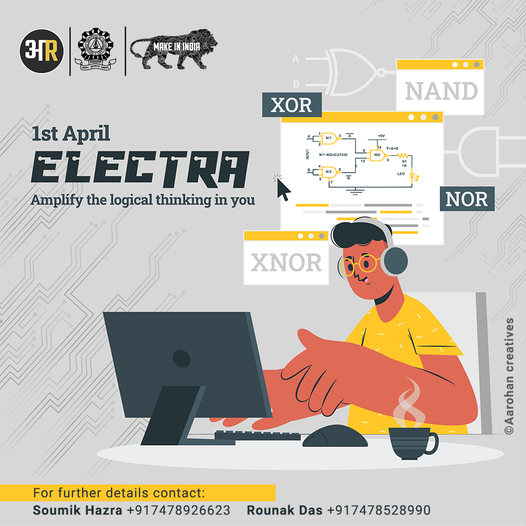 अR
MAKE IN INDIA
1st April
ELECTRA
Amplify the logical thinking in you
A
B
NAND
XOR
NOR
XNOR
©Aarohan creatives
For further details contact:
Soumik Hazra +917478926623 Rounak Das +917478528990